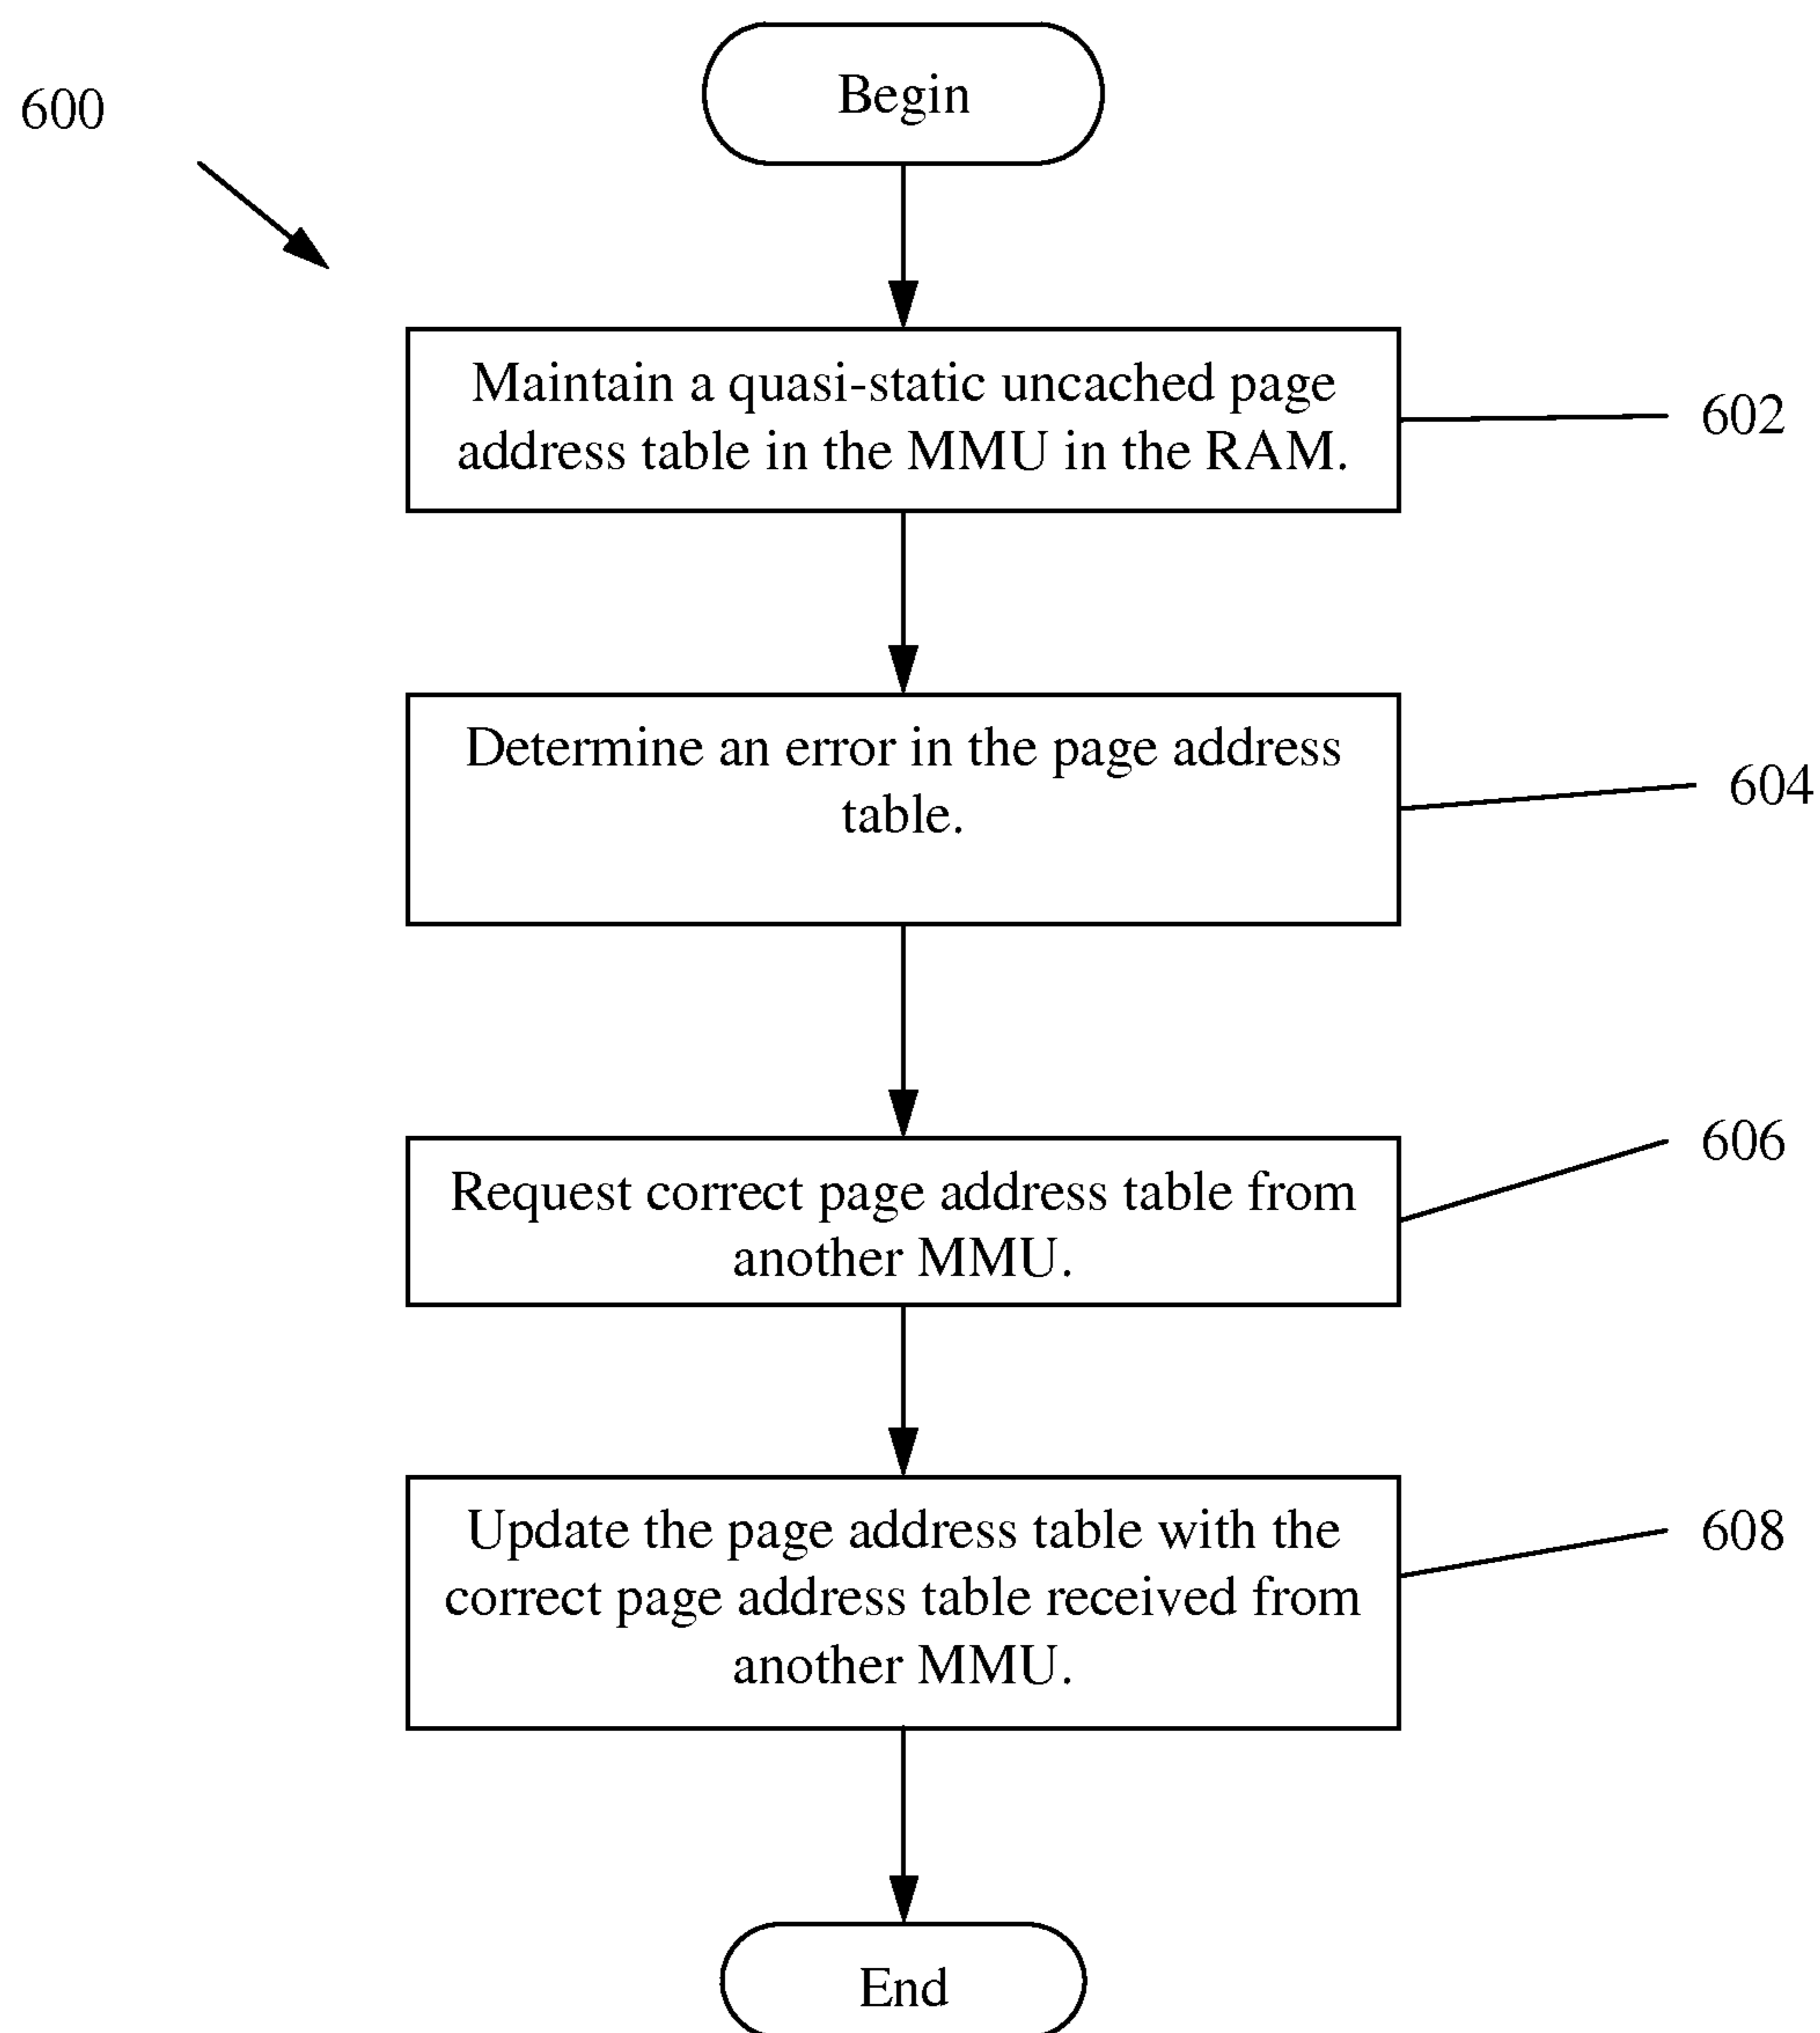 600
Begin
Maintain a quasi-static uncached page
address table in the MMU in the RAM.
602
Determine an error in the page address
table.
604
Request correct page address table from
another MMU.
606
Update the page address table with the
correct page address table received from
another MMU.
608
End